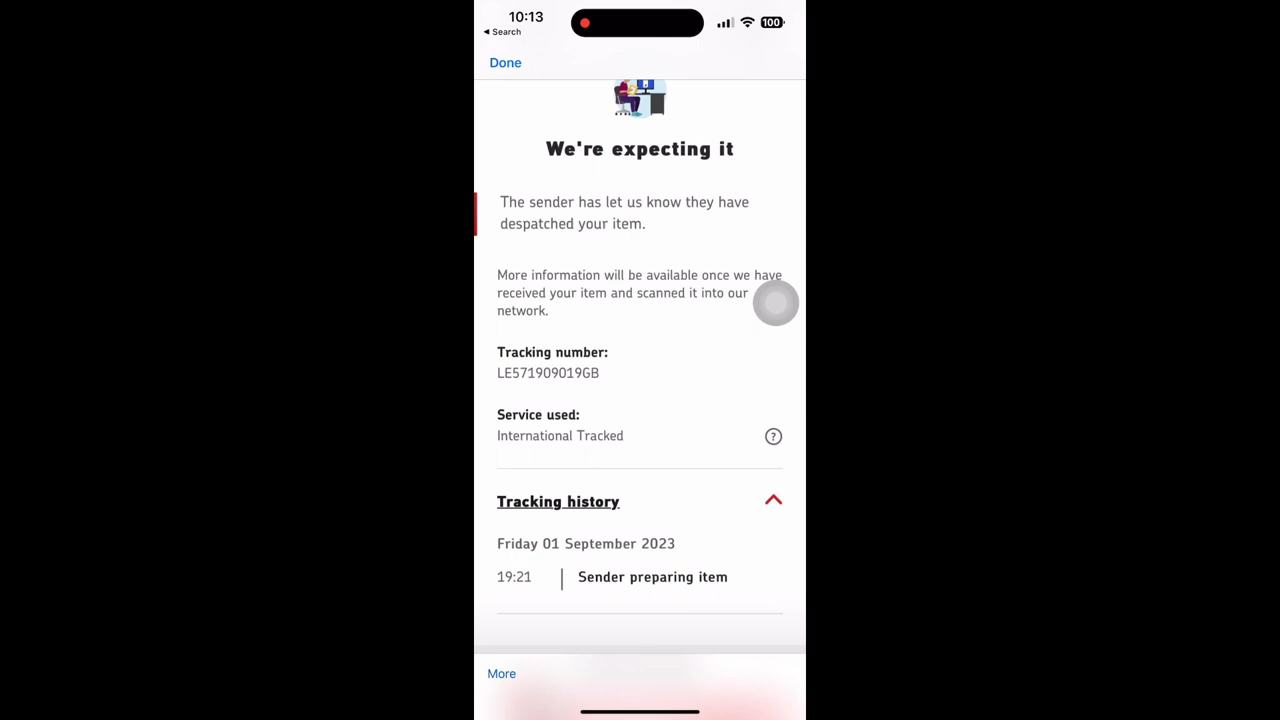 10:13
◀ Search
100
Done
We're expecting it
The sender has let us know they have
despatched your item.
More information will be available once we have
received your item and scanned it into our
network.
Tracking number:
LE571909019GB
Service used:
International Tracked
?
Tracking history
Friday 01 September 2023
19:21
Sender preparing item
More